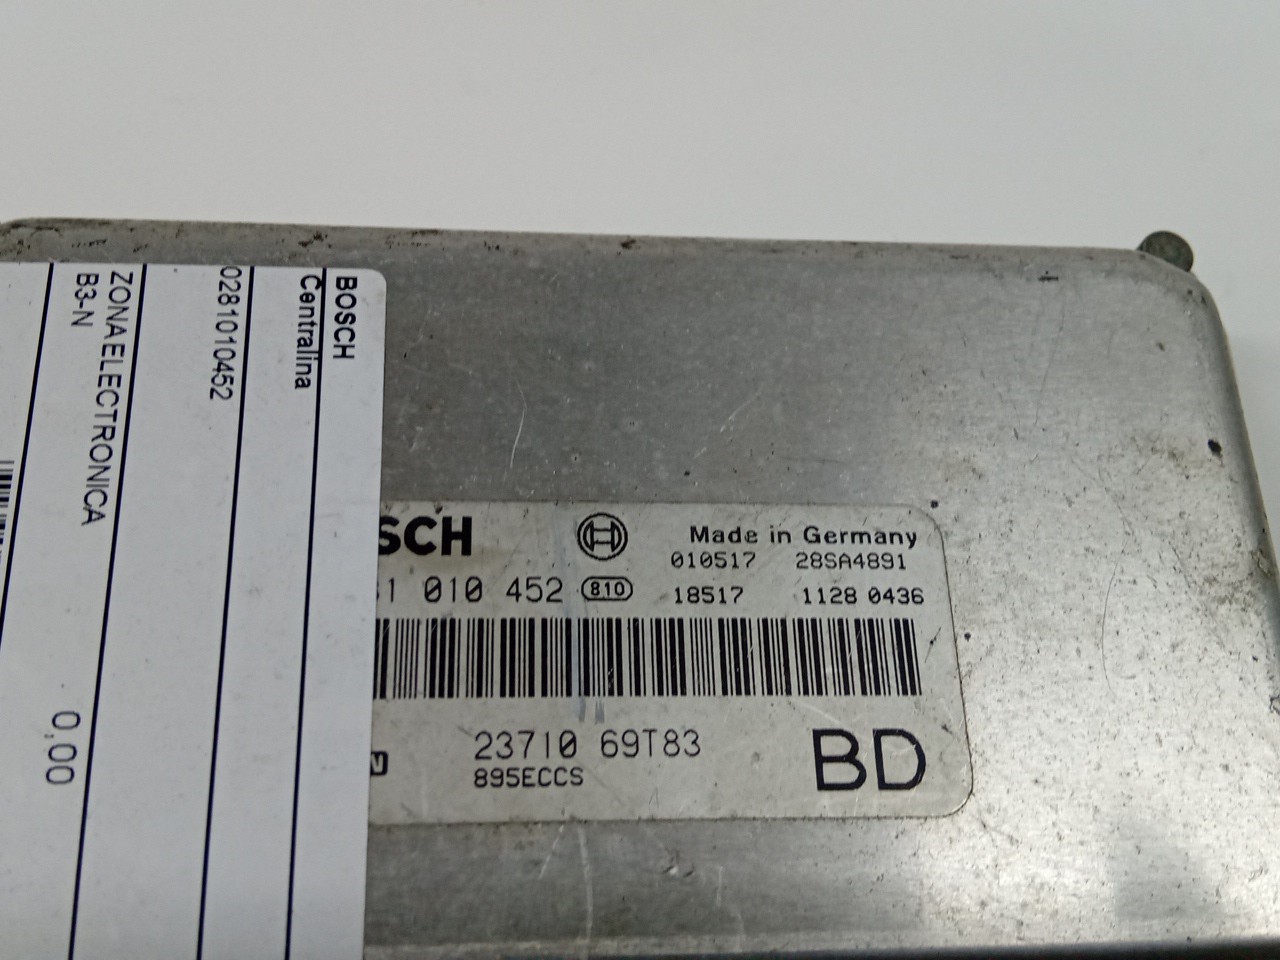 BOSCH
Centralina
0281010452
ZONAELECTRONICA
B3-N
0,00
SCH
Made in Germany
010517 28SA4891
1 010 452 810
18517 1128 0436
23710 69T83
895ECCS
BD